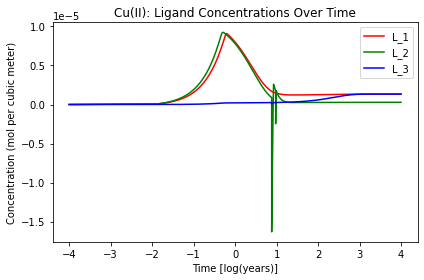 Cu(II): Ligand Concentrations Over Time
1e−5
L_1
L_2
L_3
1.0
0.5
0.0
−0.5
−1.0
−1.5
Concentration (mol per cubic meter)
−4 −3 −2 −1 0 1 2 3 4
Time [log(years)]